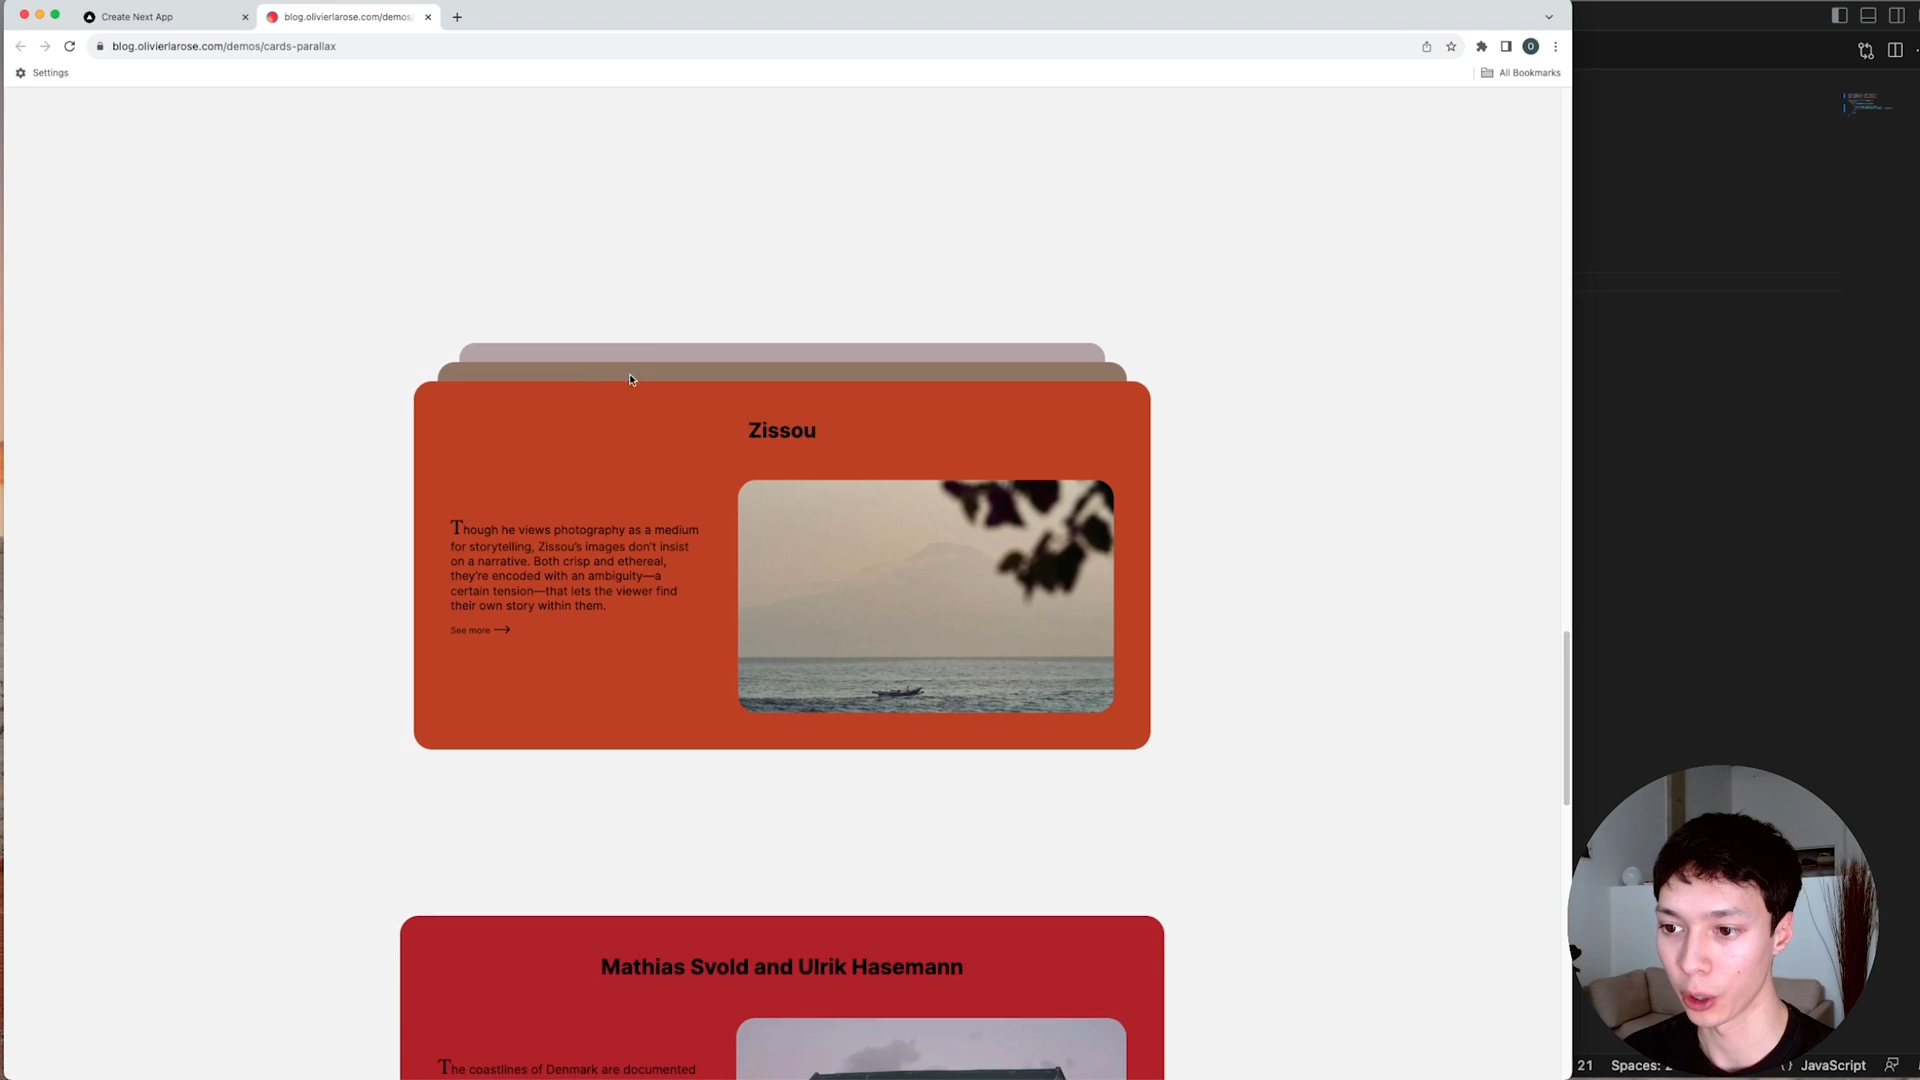 Create Next App
blog.olivierlarose.com/demos/
blog.olivierlarose.com/demos/cards-parallax
O
Settings
All Bookmarks
Zissou
Though he views photography as a medium
for storytelling, Zissou's images don't insist
on a narrative. Both crisp and ethereal,
they're encoded with an ambiguity—a
certain tension—that lets the viewer find
their own story within them.
See more
Mathias Svold and Ulrik Hasemann
The coastlines of Denmark are documented
21
Spaces:
JavaScript